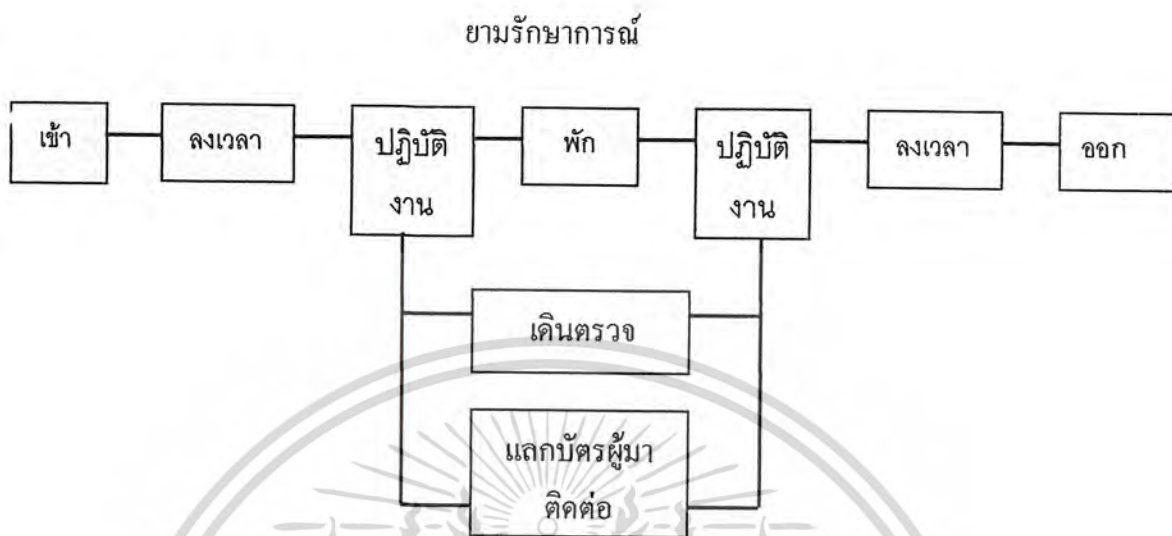 ยามรักษาการณ์
เข้า
ลงเวลา
ปฏิบัติ
งาน
พัก
ปฏิบัติ
งาน
ลงเวลา
ออก
เดินตรวจ
แลกบัตรผู้มา
ติดต่อ